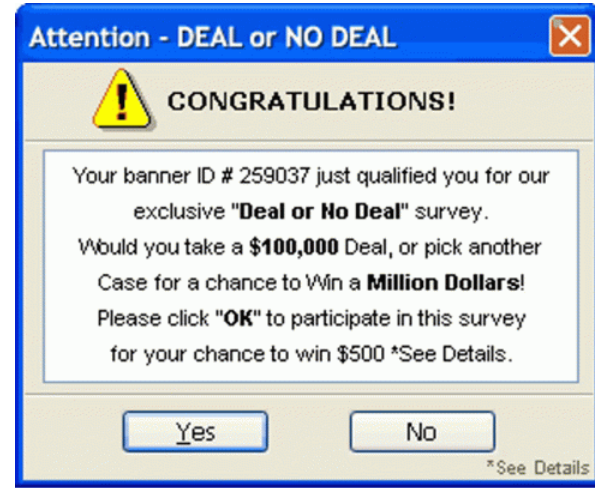 Attention - DEAL or NO DEAL
CONGRATULATIONS!
Your banner ID # 259037 just qualified you for our
exclusive "Deal or No Deal" survey.
Would you take a $100,000 Deal, or pick another
Case for a chance to Win a Million Dollars!
Please click "OK" to participate in this survey
for your chance to win $500 *See Details.
Yes
No
*See Details